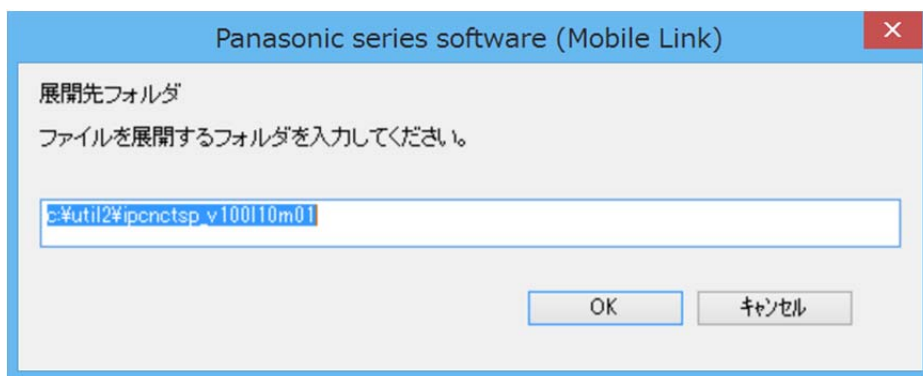 Panasonic series software (Mobile Link)
展開先フォルダ
ファイルを展開するフォルダを入力してください。
c:¥util2¥ipcnctsp_v100l10m01
OK
キャンセル